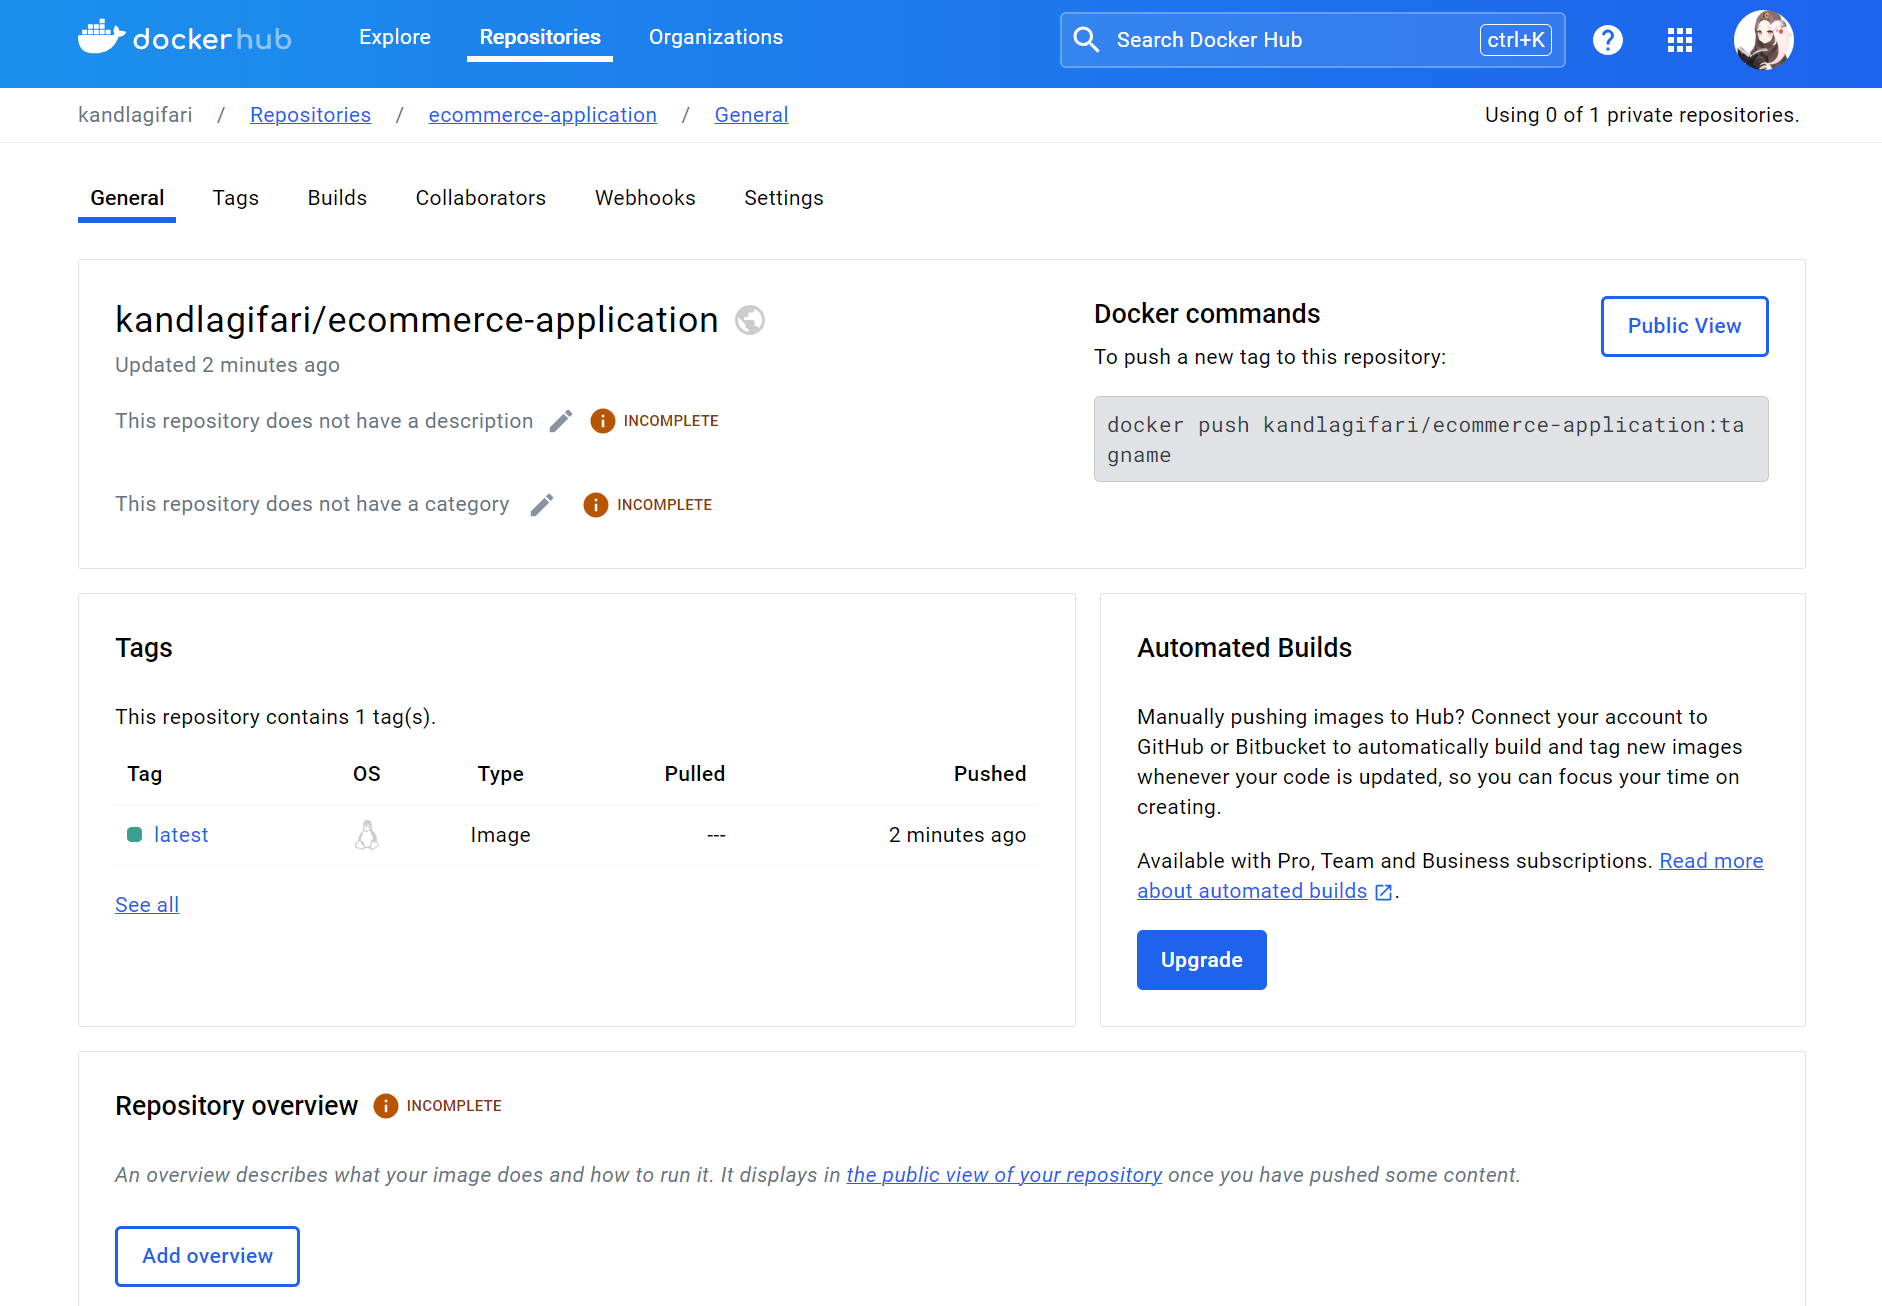 dockerhub
Explore
Repositories
Organizations
Search Docker Hub
ctrl+K
?
kandlagifari / Repositories / ecommerce-application / General
Using 0 of 1 private repositories.
General
Tags
Builds
Collaborators
Webhooks
Settings
kandlagifari/ecommerce-application
Updated 2 minutes ago
This repository does not have a description
i INCOMPLETE
This repository does not have a category
i INCOMPLETE
Docker commands
To push a new tag to this repository:
Public View
docker push kandlagifari/ecommerce-application:ta
gname
Tags
This repository contains 1 tag(s).
Tag OS Type Pulled Pushed
latest Image --- 2 minutes ago
See all
Automated Builds
Manually pushing images to Hub? Connect your account to
GitHub or Bitbucket to automatically build and tag new images
whenever your code is updated, so you can focus your time on
creating.
Available with Pro, Team and Business subscriptions. Read more
about automated builds .
Upgrade
Repository overview
i INCOMPLETE
An overview describes what your image does and how to run it. It displays in the public view of your repository once you have pushed some content.
Add overview